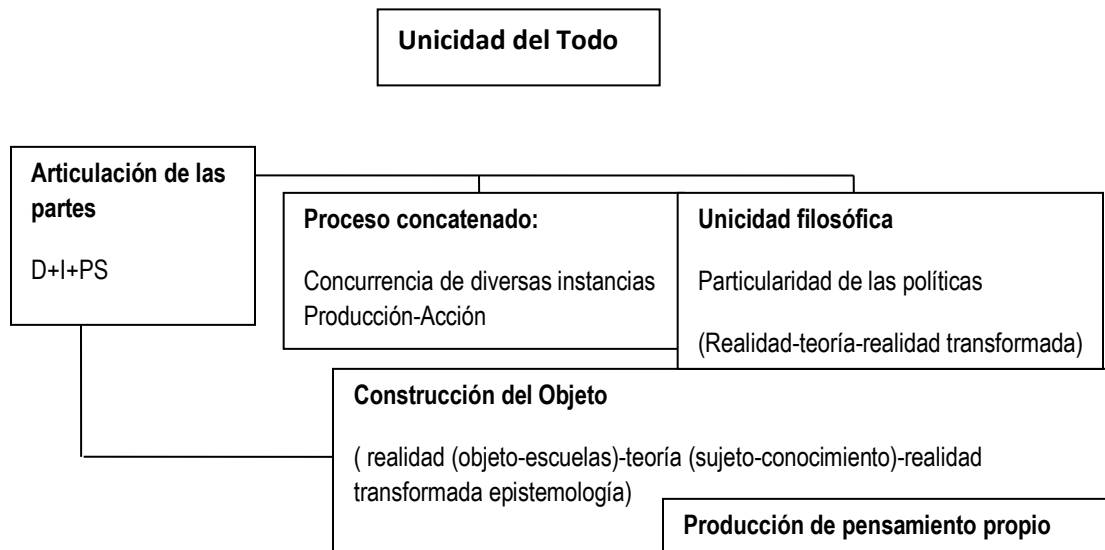 Unicidad del Todo
Articulación de las
partes
D+I+PS
Proceso concatenado:
Concurrencia de diversas instancias
Producción-Acción
Unicidad filosófica
Particularidad de las políticas
(Realidad-teoría-realidad transformada)
Construcción del Objeto
( realidad (objeto-escuelas)-teoría (sujeto-conocimiento)-realidad
transformada epistemología)
Producción de pensamiento propio